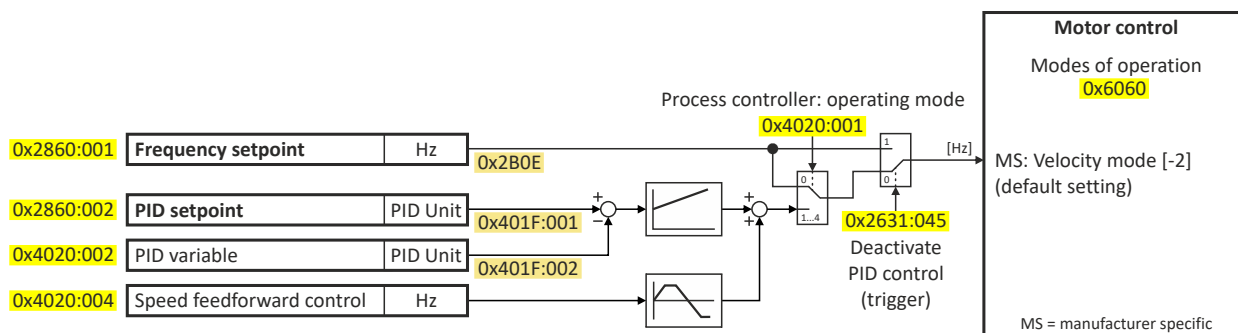 Motor control
Modes of operation
0x6060
Process controller: operating mode
0x4020:001
0x2860:001 Frequency setpoint Hz 0x2B0E
1
0
[Hz]
MS: Velocity mode [-2]
(default setting)
0
1...4
0x2860:002 PID setpoint PID Unit 0x401F:001
+
−
+
+
0x2631:045
Deactivate
PID control
(trigger)
0x4020:002 PID variable PID Unit 0x401F:002
0x4020:004 Speed feedforward control Hz
MS = manufacturer specific